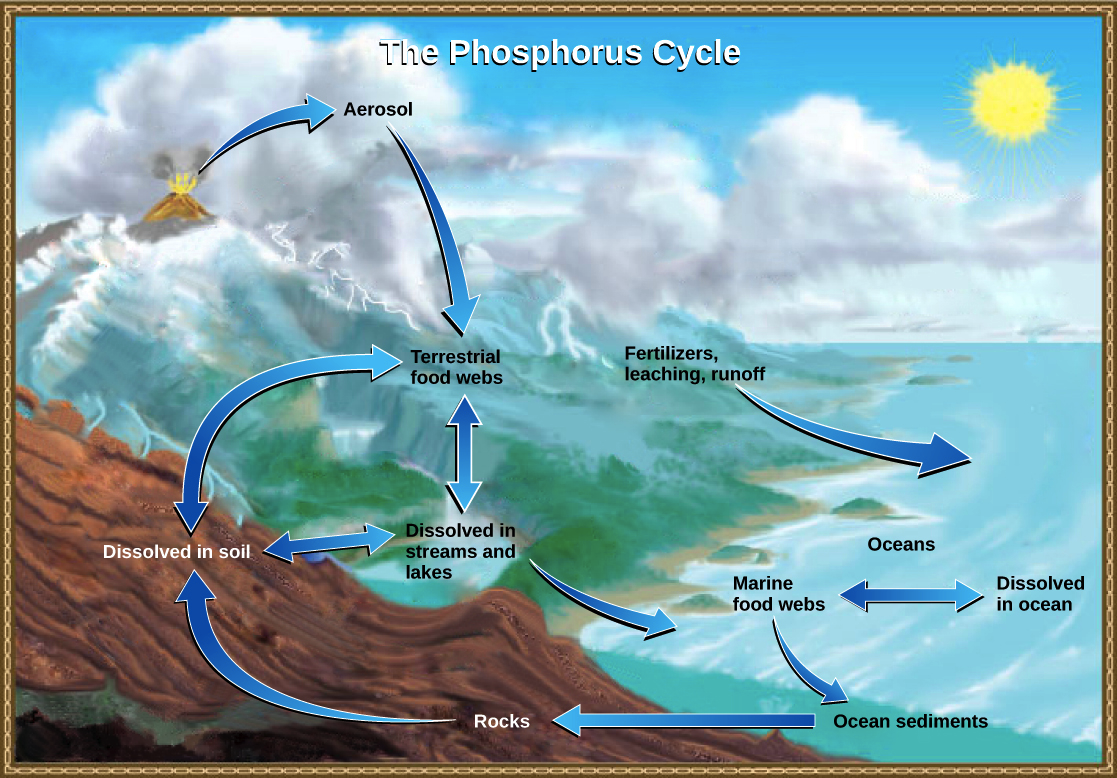 The Phosphorus Cycle
Aerosol
Terrestrial
food webs
Fertilizers,
leaching, runoff
Dissolved in soil
Dissolved in
streams and
lakes
Oceans
Marine
food webs
Dissolved
in ocean
Rocks
Ocean sediments